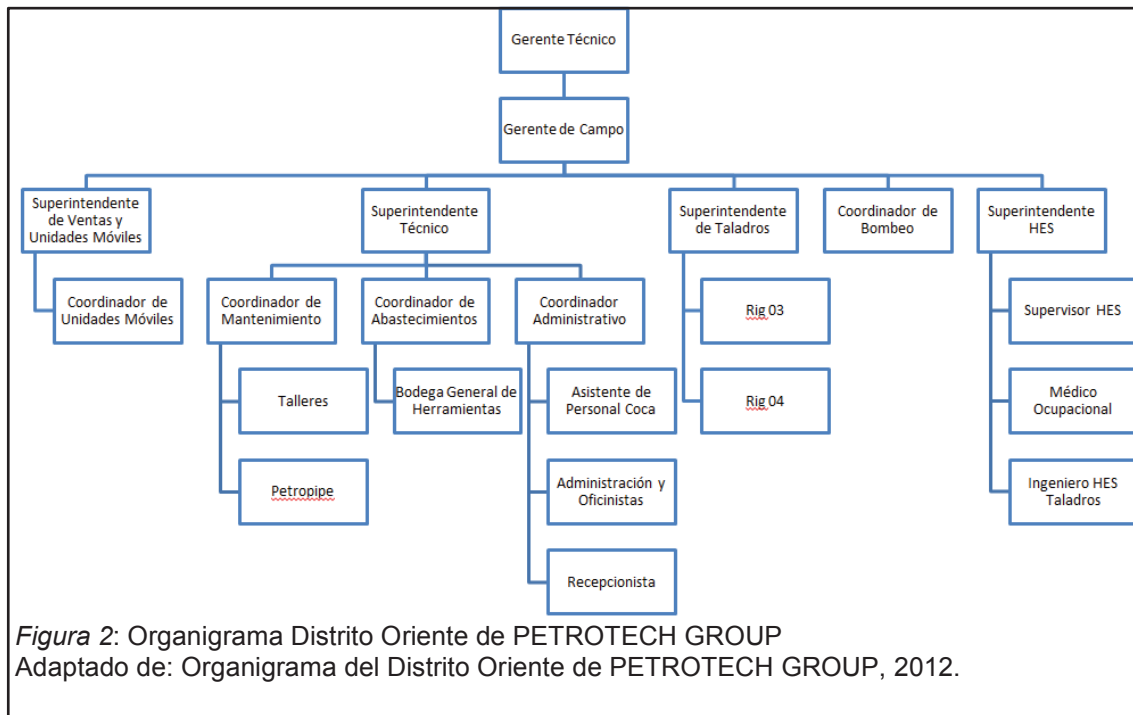 Gerente Técnico
Gerente de Campo
Superintendente
de Ventas y
Unidades Móviles
Superintendente
Técnico
Superintendente
de Taladros
Coordinador de
Bombeo
Superintendente
HES
Coordinador de
Unidades Móviles
Coordinador de
Mantenimiento
Coordinador de
Abastecimientos
Coordinador
Administrativo
Rig 03
Supervisor HES
Talleres
Bodega General de
Herramientas
Asistente de
Personal Coca
Rig 04
Médico
Ocupacional
Petropipe
Administración y
Oficinistas
Ingeniero HES
Taladros
Recepcionista
Figura 2: Organigrama Distrito Oriente de PETROTECH GROUP
Adaptado de: Organigrama del Distrito Oriente de PETROTECH GROUP, 2012.